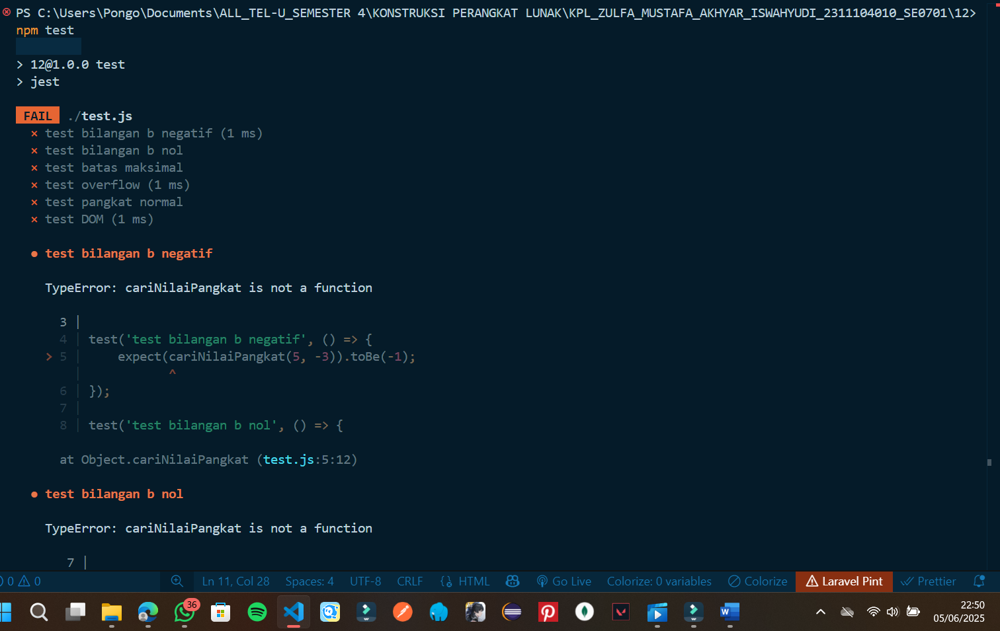 PS C:\Users\Pongo\Documents\ALL_TEL-U_SEMESTER 4\KONSTRUKSI PERANGKAT LUNAK\KPL_ZULFA_MUSTAFA_AKHYAR_ISWAHYUDI_2311104010_SE0701\12>
npm test
> 12@1.0.0 test
> jest
FAIL ./test.js
× test bilangan b negatif (1 ms)
× test bilangan b nol
× test batas maksimal
× test overflow (1 ms)
× test pangkat normal
× test DOM (1 ms)
● test bilangan b negatif
TypeError: cariNilaiPangkat is not a function
3 |
4 | test('test bilangan b negatif', () => {
> 5 |     expect(cariNilaiPangkat(5, -3)).toBe(-1);
|            ^
6 | });
7 |
8 | test('test bilangan b nol', () => {
at Object.cariNilaiPangkat (test.js:5:12)
● test bilangan b nol
TypeError: cariNilaiPangkat is not a function
7 |
0 0 Ln 11, Col 28 Spaces: 4 UTF-8 CRLF HTML Go Live Colorize: 0 variables Colorize Laravel Pint Prettier
36
22:50
05/06/2025